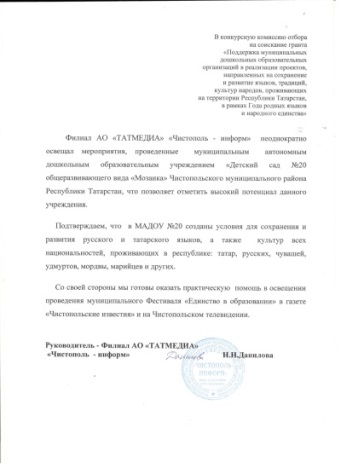 В конкурсную комиссию отбора
на соискание гранта
«Поддержка муниципальных
дошкольных образовательных
организаций в реализации проектов,
направленных на сохранение
и развитие языков, традиций,
культур народов, проживающих
на территории Республики Татарстан,
в рамках Года родных языков
и народного единства»
Филиал АО «ТАТМЕДИА» «Чистополь - информ» неоднократно
освещал мероприятия, проведенные муниципальным автономным
дошкольным образовательным учреждением «Детский сад №20
общеразвивающего вида «Мозаика» Чистопольского муниципального района
Республики Татарстан, что позволяет отметить высокий потенциал данного
учреждения.
Подтверждаем, что в МАДОУ №20 созданы условия для сохранения и
развития русского и татарского языков, а также культур всех
национальностей, проживающих в республике: татар, русских, чувашей,
удмуртов, мордвы, марийцев и других.
Со своей стороны мы готовы оказать практическую помощь в освещении
проведения муниципального Фестиваля «Единство в образовании» в газете
«Чистопольские известия» и на Чистопольском телевидении.
Руководитель - Филиал АО «ТАТМЕДИА»
«Чистополь - информ» Н.Н.Данилова
ЧИСТОПОЛЬ
ИНФОРМ